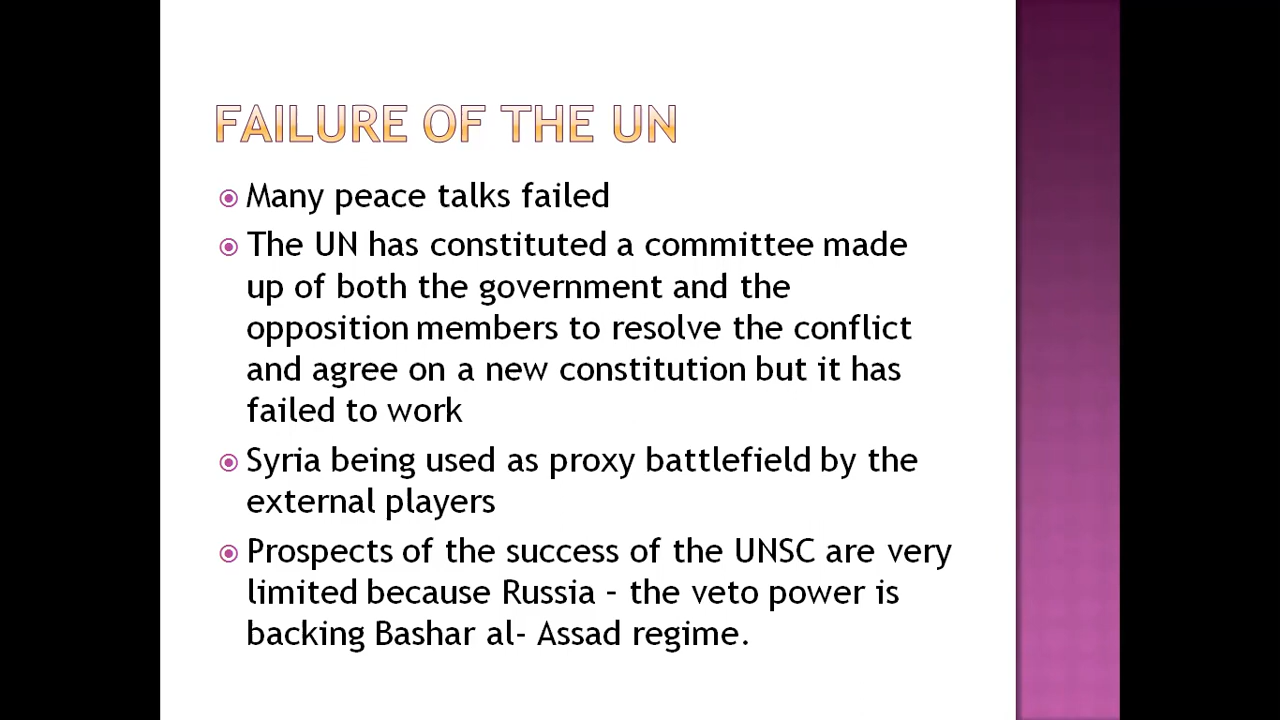 FAILURE OF THE UN
Many peace talks failed
The UN has constituted a committee made
up of both the government and the
opposition members to resolve the conflict
and agree on a new constitution but it has
failed to work
Syria being used as proxy battlefield by the
external players
Prospects of the success of the UNSC are very
limited because Russia – the veto power is
backing Bashar al- Assad regime.